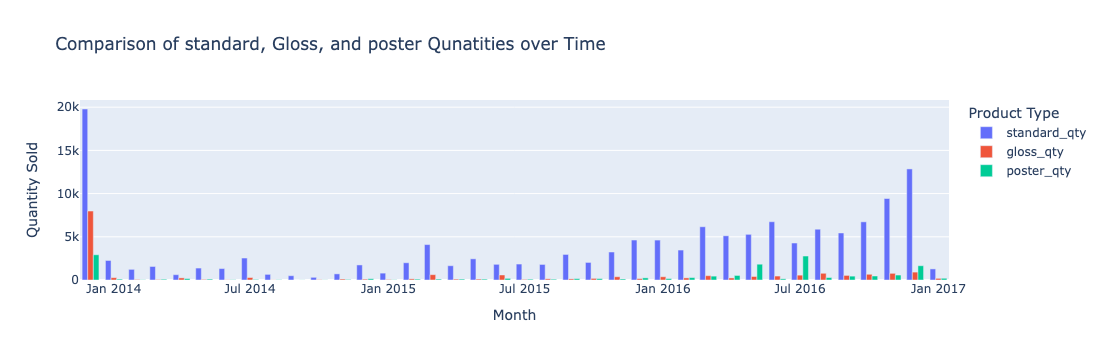 Comparison of standard, Gloss, and poster Qunatities over Time
20k
15k
10k
5k
0
Quantity Sold
Jan 2014
Jul 2014
Jan 2015
Jul 2015
Jan 2016
Jul 2016
Jan 2017
Month
Product Type
standard_qty
gloss_qty
poster_qty